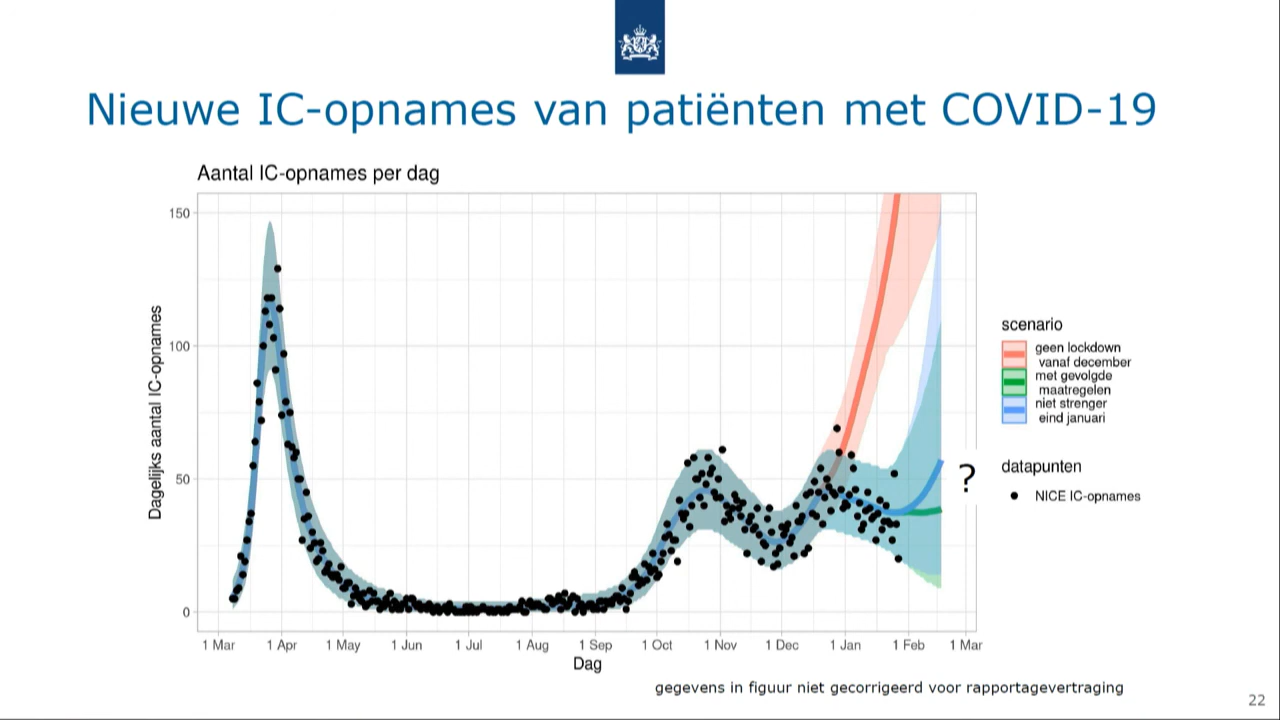 Nieuwe IC-opnames van patiënten met COVID-19
Aantal IC-opnames per dag
Dagelijks aantal IC-opnames
150
100
50
0
1 Mar 1 Apr 1 May 1 Jun 1 Jul 1 Aug 1 Sep 1 Oct 1 Nov 1 Dec 1 Jan 1 Feb 1 Mar
Dag
?
scenario
geen lockdown
vanaf december
met gevolgde
maatregelen
niet strenger
eind januari
datapunten
NICE IC-opnames
gegevens in figuur niet gecorrigeerd voor rapportagevertraging
22